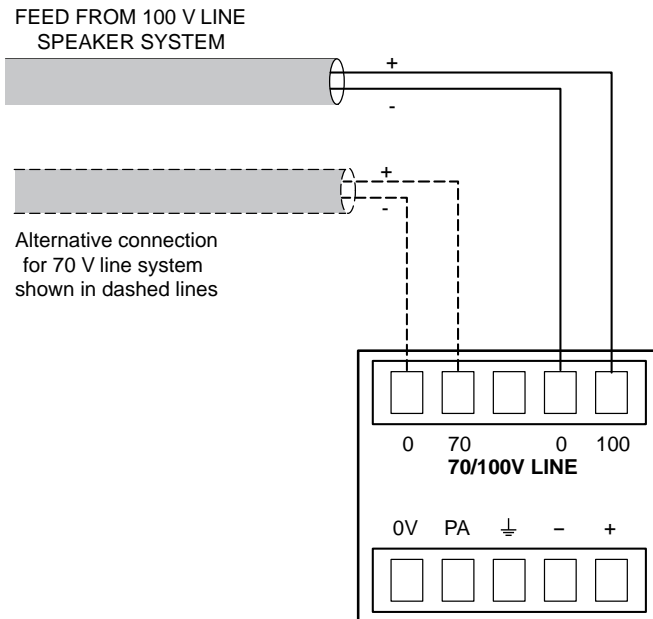 FEED FROM 100 V LINE
SPEAKER SYSTEM
+
-
+
-
Alternative connection
for 70 V line system
shown in dashed lines
0 70 0 100
70/100V LINE
0V PA ⏚ − +